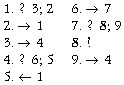 1. ? 3; 2
2. → 1
3. → 4
4. ? 6; 5
5. ← 1
6. → 7
7. ? 8; 9
8. !
9. → 4